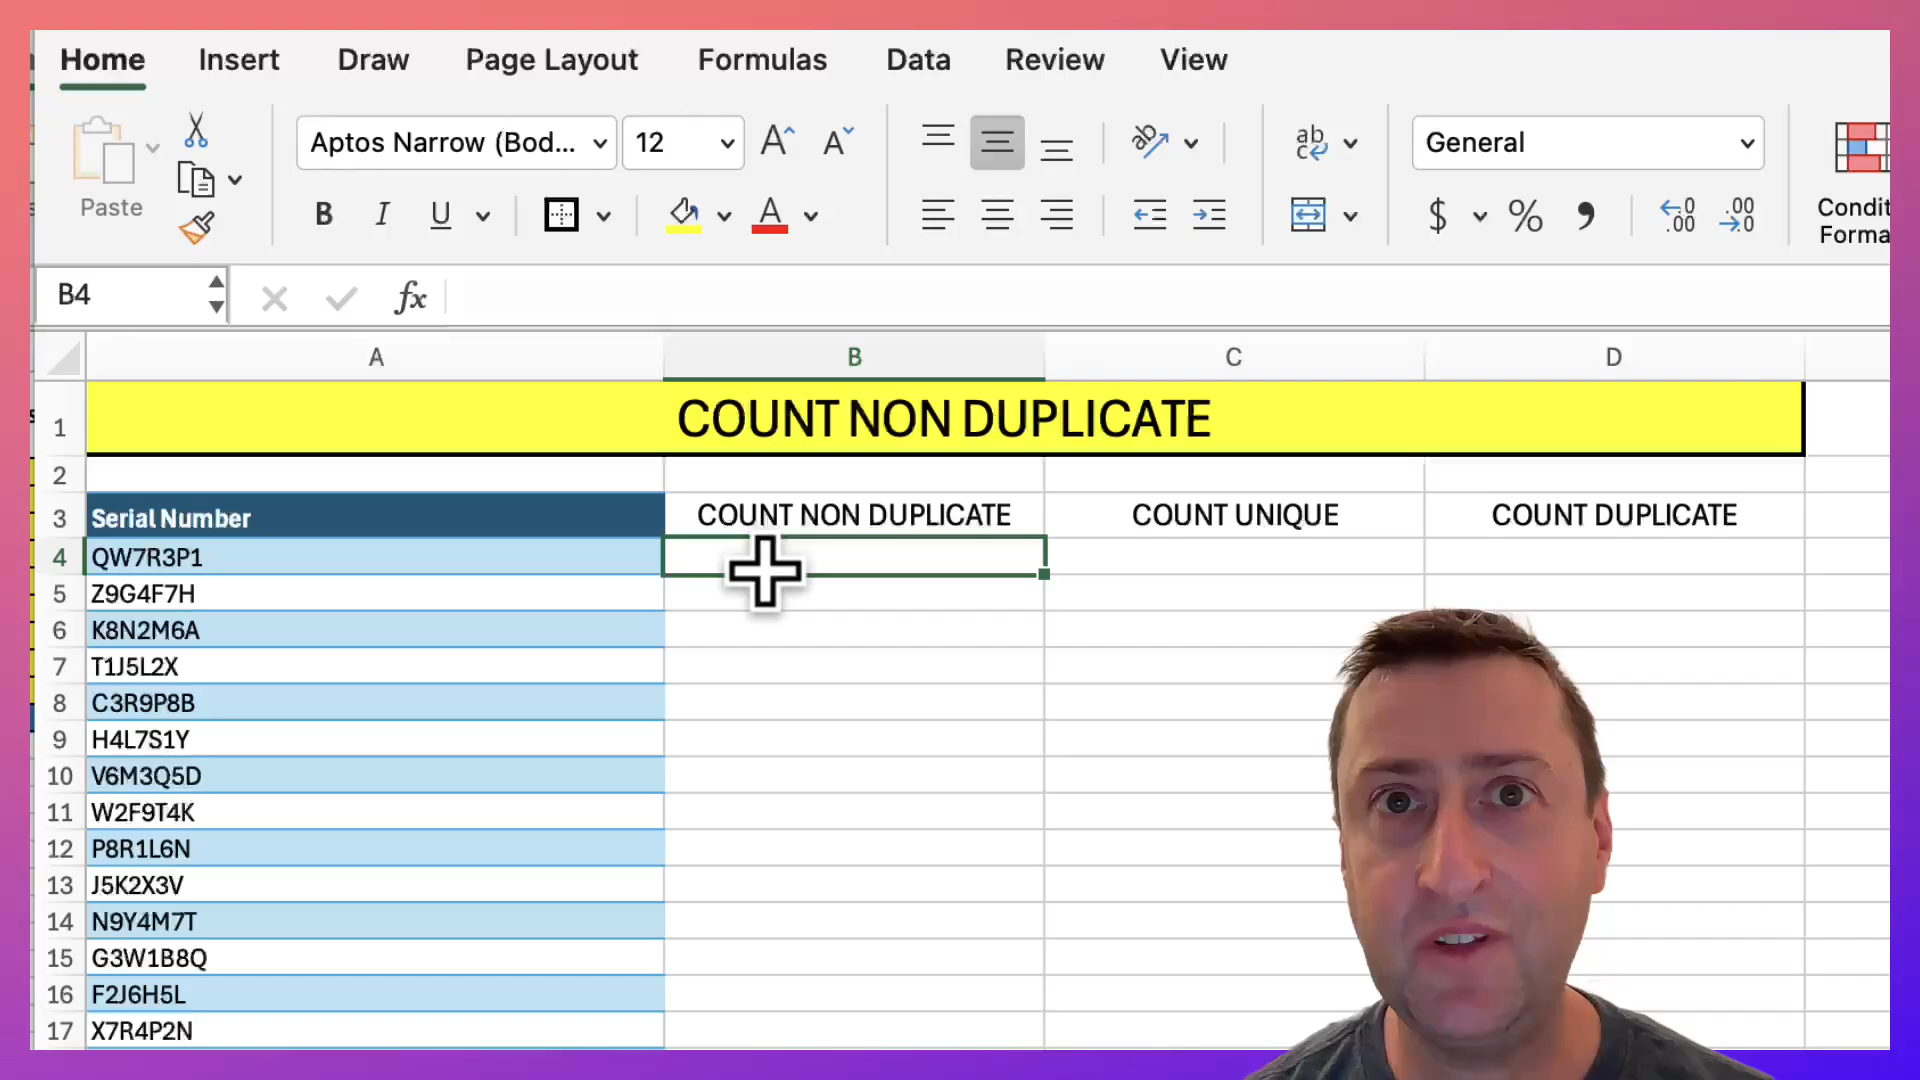 Home Insert Draw Page Layout Formulas Data Review View
Aptos Narrow (Bod... 12 General
Paste
B I U $ % 9
Condit
Forma
B4 fx
A B C D
1 COUNT NON DUPLICATE
2
3 Serial Number COUNT NON DUPLICATE COUNT UNIQUE COUNT DUPLICATE
4 QW7R3P1
5 Z9G4F7H
6 K8N2M6A
7 T1J5L2X
8 C3R9P8B
9 H4L7S1Y
10 V6M3Q5D
11 W2F9T4K
12 P8R1L6N
13 J5K2X3V
14 N9Y4M7T
15 G3W1B8Q
16 F2J6H5L
17 X7R4P2N